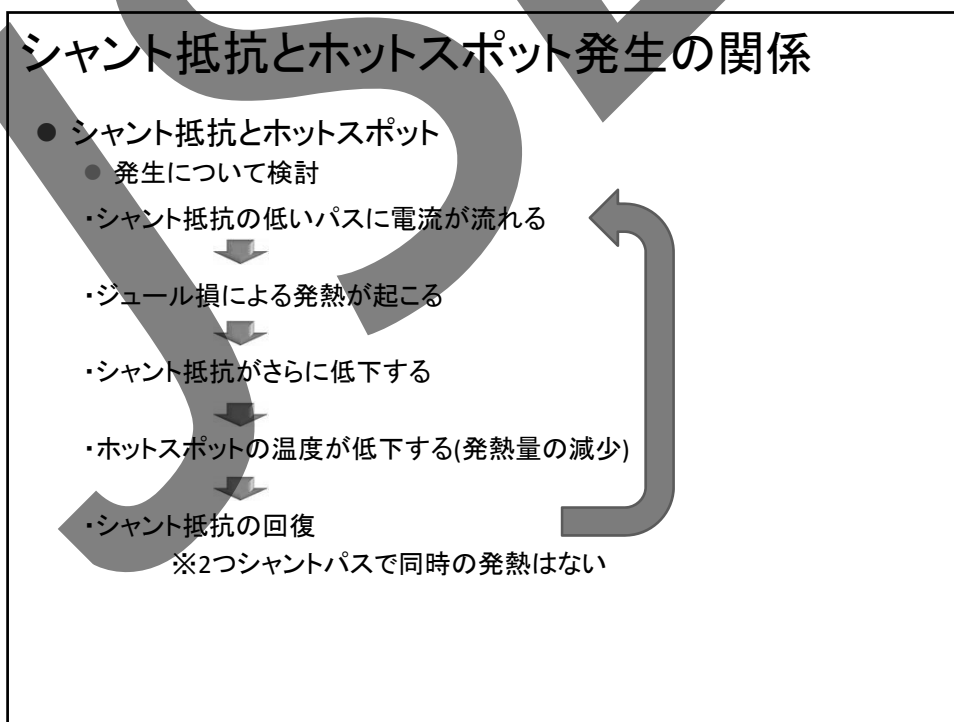 シャント抵抗とホットスポット発生の関係
● シャント抵抗とホットスポット
● 発生について検討
・シャント抵抗の低いパスに電流が流れる
・ジュール損による発熱が起こる
・シャント抵抗がさらに低下する
・ホットスポットの温度が低下する(発熱量の減少)
・シャント抵抗の回復
※2つシャントパスで同時の発熱はない